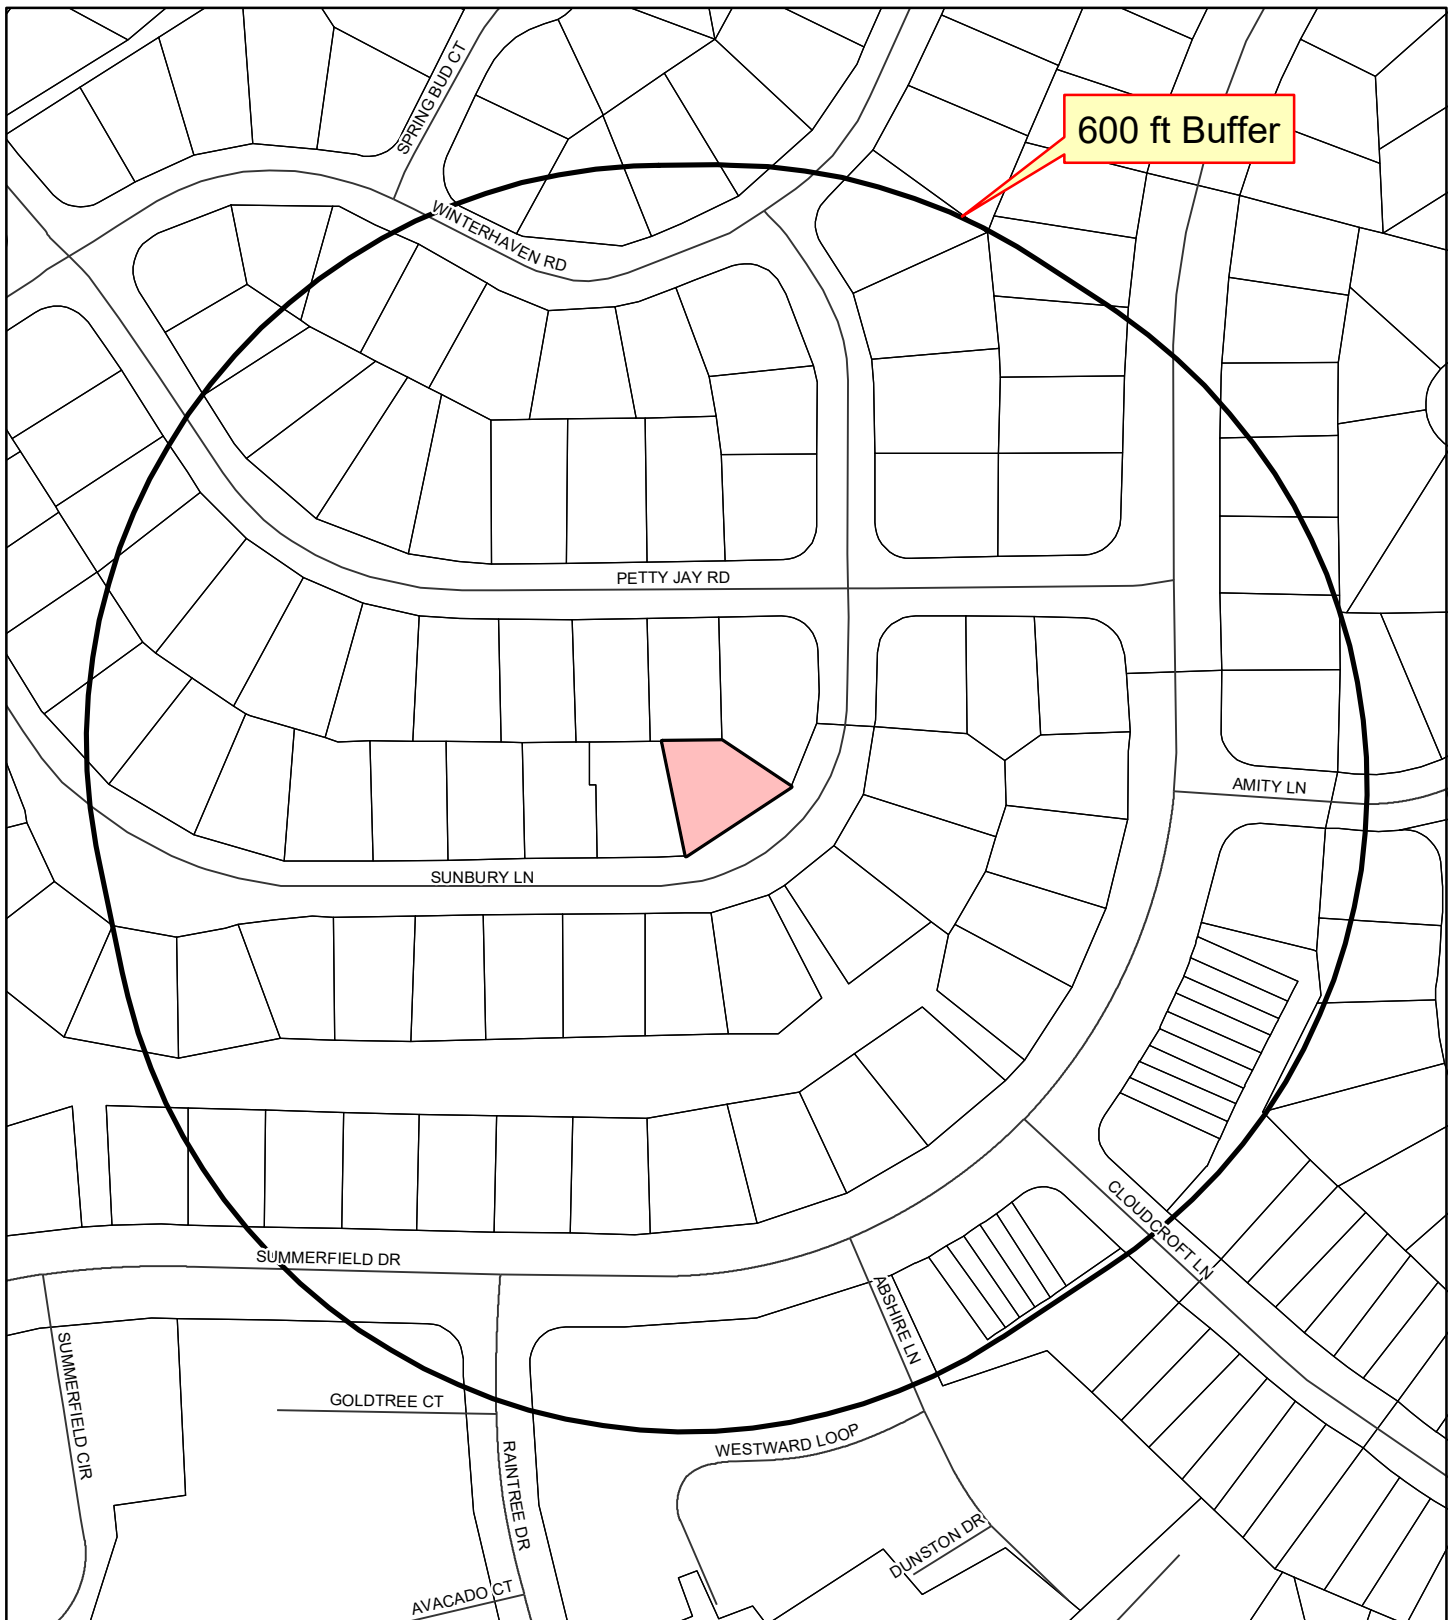 SPRING BUD CT
600 ft Buffer
WINTERHAVEN RD
PETTY JAY RD
AMITY LN
SUNBURY LN
CLOUDCROFT LN
SUMMERFIELD DR
ABSHIRE LN
SUMMERFIELD CIR
GOLDTREE CT
WESTWARD LOOP
RAINTREE DR
DUNSTON DR
AVACADO CT